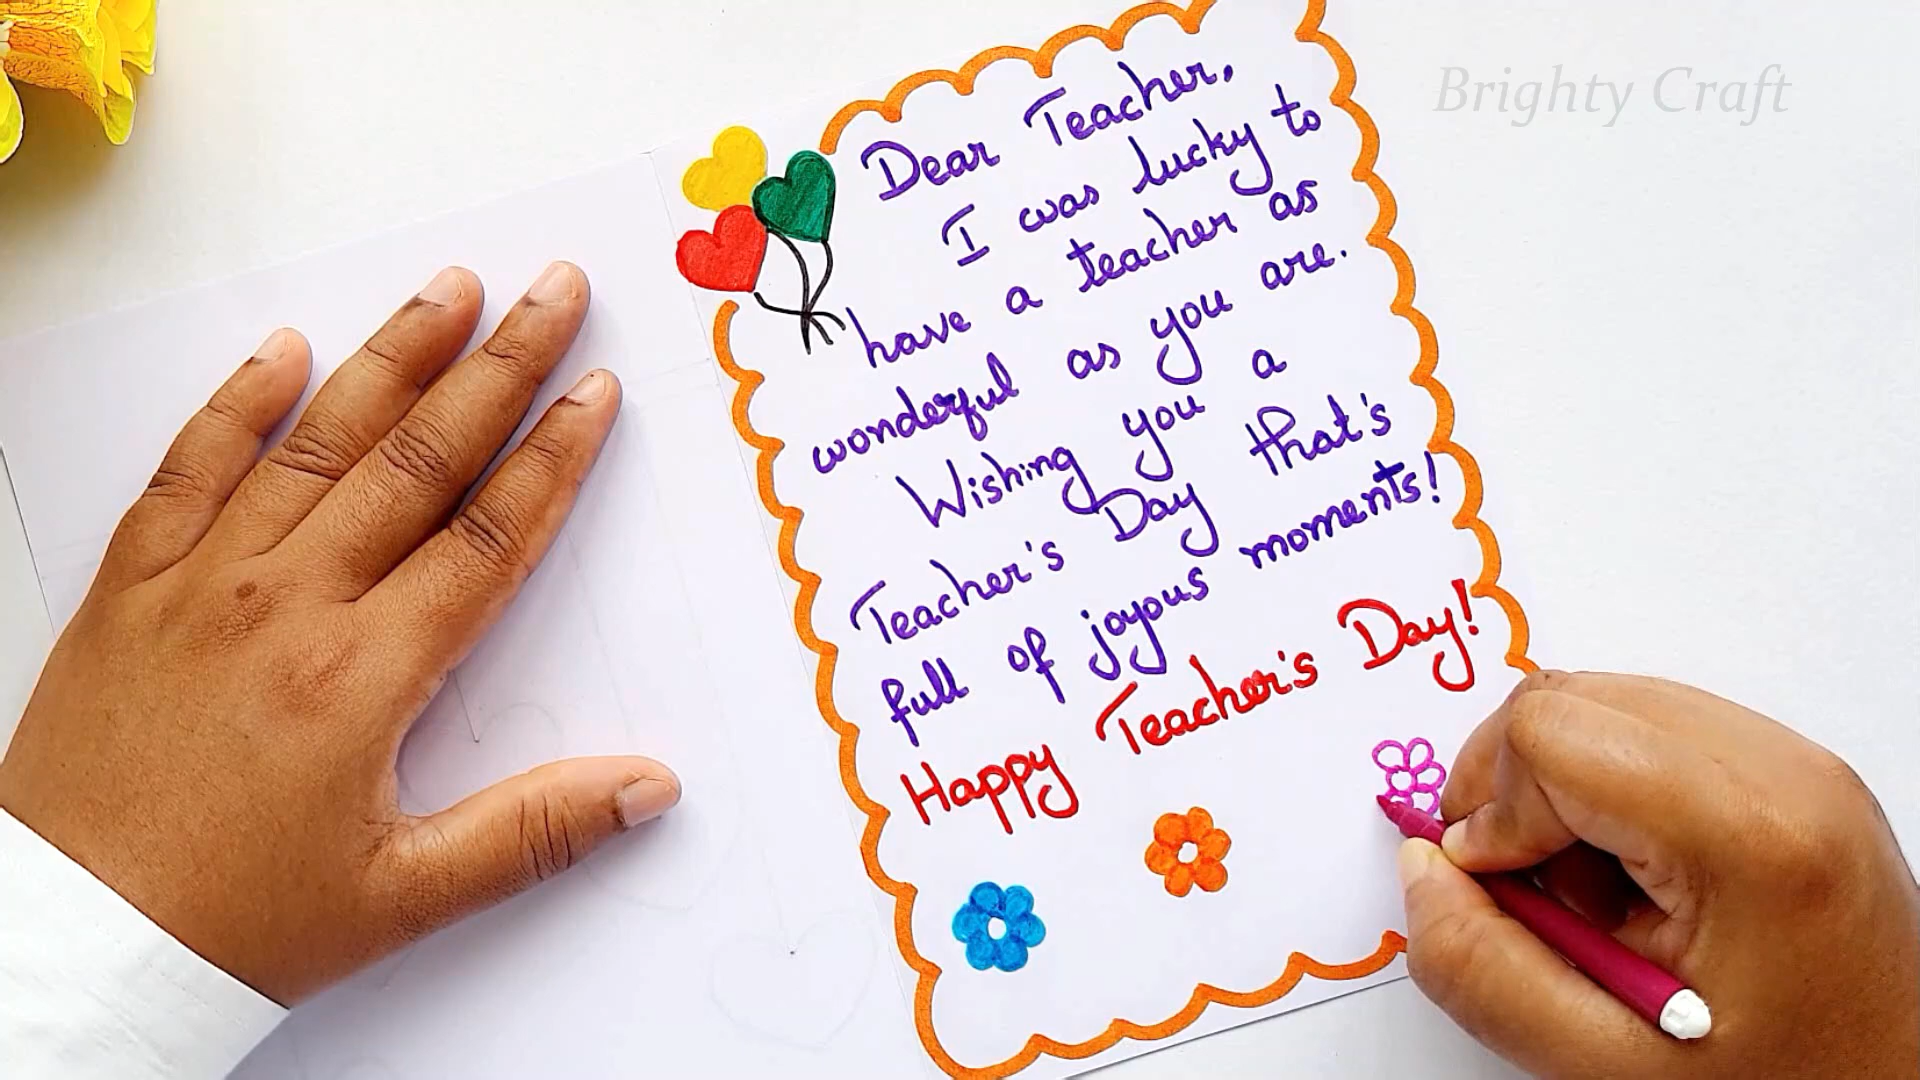 Brighty Craft
Dear Teacher,
I was lucky to
have a teacher as
wonderful as you are.
Wishing you a
Teacher's Day that's
full of joyous moments!
Happy Teacher's Day!